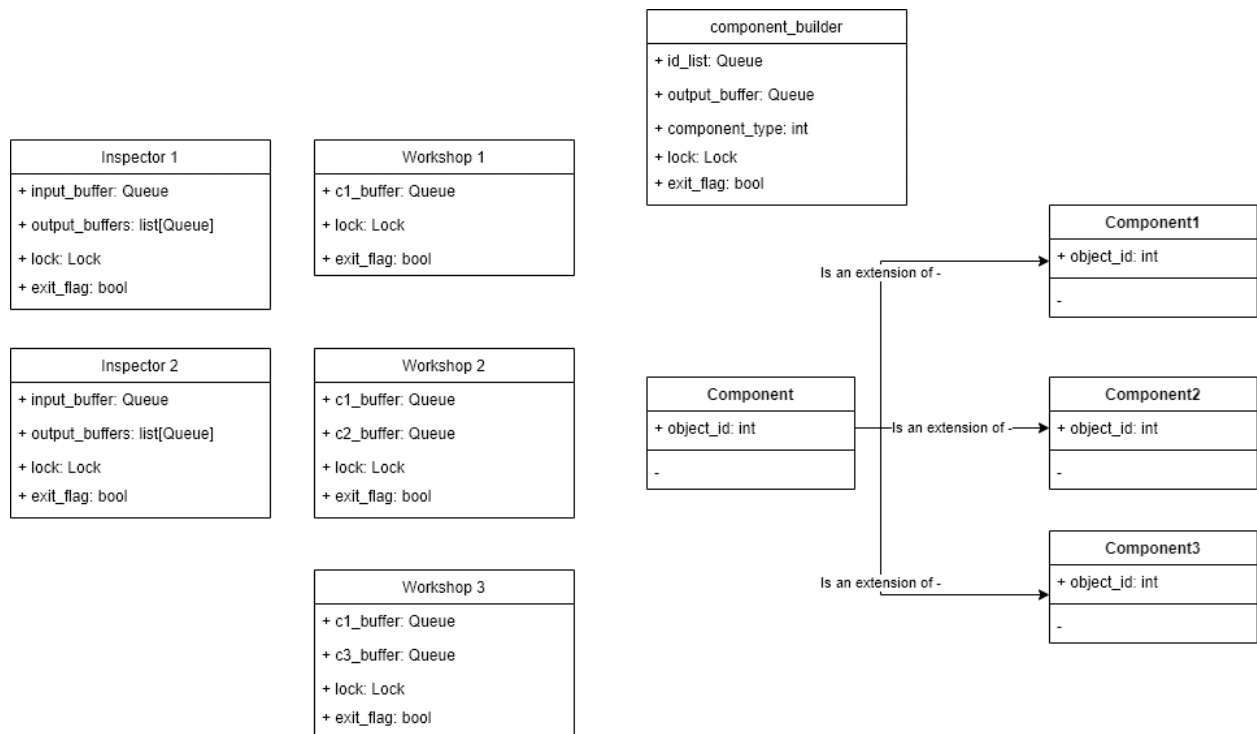 component_builder
+ id_list: Queue
+ output_buffer: Queue
+ component_type: int
+ lock: Lock
+ exit_flag: bool
Inspector 1
+ input_buffer: Queue
+ output_buffers: list[Queue]
+ lock: Lock
+ exit_flag: bool
Workshop 1
+ c1_buffer: Queue
+ lock: Lock
+ exit_flag: bool
Inspector 2
+ input_buffer: Queue
+ output_buffers: list[Queue]
+ lock: Lock
+ exit_flag: bool
Workshop 2
+ c1_buffer: Queue
+ c2_buffer: Queue
+ lock: Lock
+ exit_flag: bool
Workshop 3
+ c1_buffer: Queue
+ c3_buffer: Queue
+ lock: Lock
+ exit_flag: bool
Component
+ object_id: int
-
Is an extension of -
Component1
+ object_id: int
-
Is an extension of -
Component2
+ object_id: int
-
Is an extension of -
Component3
+ object_id: int
-